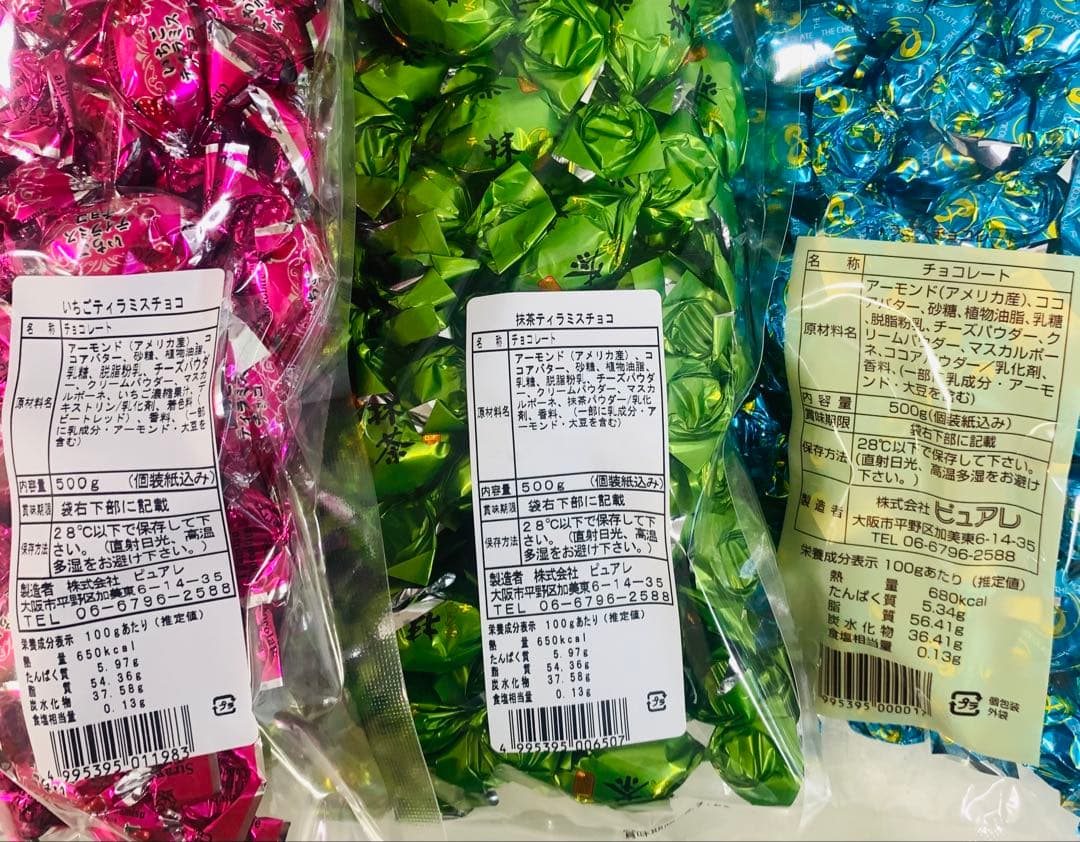 いちごティラミスチョコ
名 称 チョコレート
原材料名
アーモンド（アメリカ産）、コ
コアバター、砂糖、植物油脂、
乳糖、脱脂粉乳、チーズパウダ
ー、クリームパウダー、マスカ
ルポーネ、いちご濃縮果汁、デ
キストリン/乳化剤、着色料（
ビートレッド）、香料、（一部
に乳成分・アーモンド・大豆を
含む）
内容量 500g （個装紙込み）
賞味期限 袋右下部に記載
保存方法
28℃以下で保存して下
さい。（直射日光、高温
多湿をお避け下さい。）
製造者 株式会社 ピュアレ
大阪市平野区加美東6-14-35
TEL 06-6796-2588
栄養成分表示 100gあたり（推定値）
熱 量 650kcal
たんぱく質 5.97g
脂 質 54.36g
炭水化物 37.58g
食塩相当量 0.13g
プラ
4 995395 011983
抹茶ティラミスチョコ
名 称 チョコレート
原材料名
アーモンド（アメリカ産）、コ
コアバター、砂糖、植物油脂、
乳糖、脱脂粉乳、チーズパウダ
ー、クリームパウダー、マスカ
ルポーネ、抹茶パウダー/乳化
剤、香料、（一部に乳成分・ア
ーモンド・大豆を含む）
内容量 500g （個装紙込み）
賞味期限 袋右下部に記載
保存方法
28℃以下で保存して下
さい。（直射日光、高温
多湿をお避け下さい。）
製造者 株式会社 ピュアレ
大阪市平野区加美東6-14-35
TEL 06-6796-2588
栄養成分表示 100gあたり（推定値）
熱 量 650kcal
たんぱく質 5.97g
脂 質 54.36g
炭水化物 37.58g
食塩相当量 0.13g
プラ
4 995395 006507
抹
茶
名 称 チョコレート
原材料名
アーモンド(アメリカ産)、ココ
アバター、砂糖、植物油脂、乳糖
、脱脂粉乳、チーズパウダー、ク
リームパウダー、マスカルポー
ネ、ココアパウダー/乳化剤、
香料、(一部に乳成分・アーモ
ンド・大豆を含む)
内容量 500g(個装紙込み)
賞味期限 袋右下部に記載
保存方法
28℃以下で保存して下さい。
(直射日光、高温多湿をお避け
下さい。)
製造者
株式会社 ピュアレ
大阪市平野区加美東6-14-35
TEL 06-6796-2588
栄養成分表示 100gあたり（推定値）
熱 量 680kcal
たんぱく質 5.34g
脂 質 56.41g
炭水化物 36.41g
食塩相当量 0.13g
プラ
個包装
外袋
995395 000017